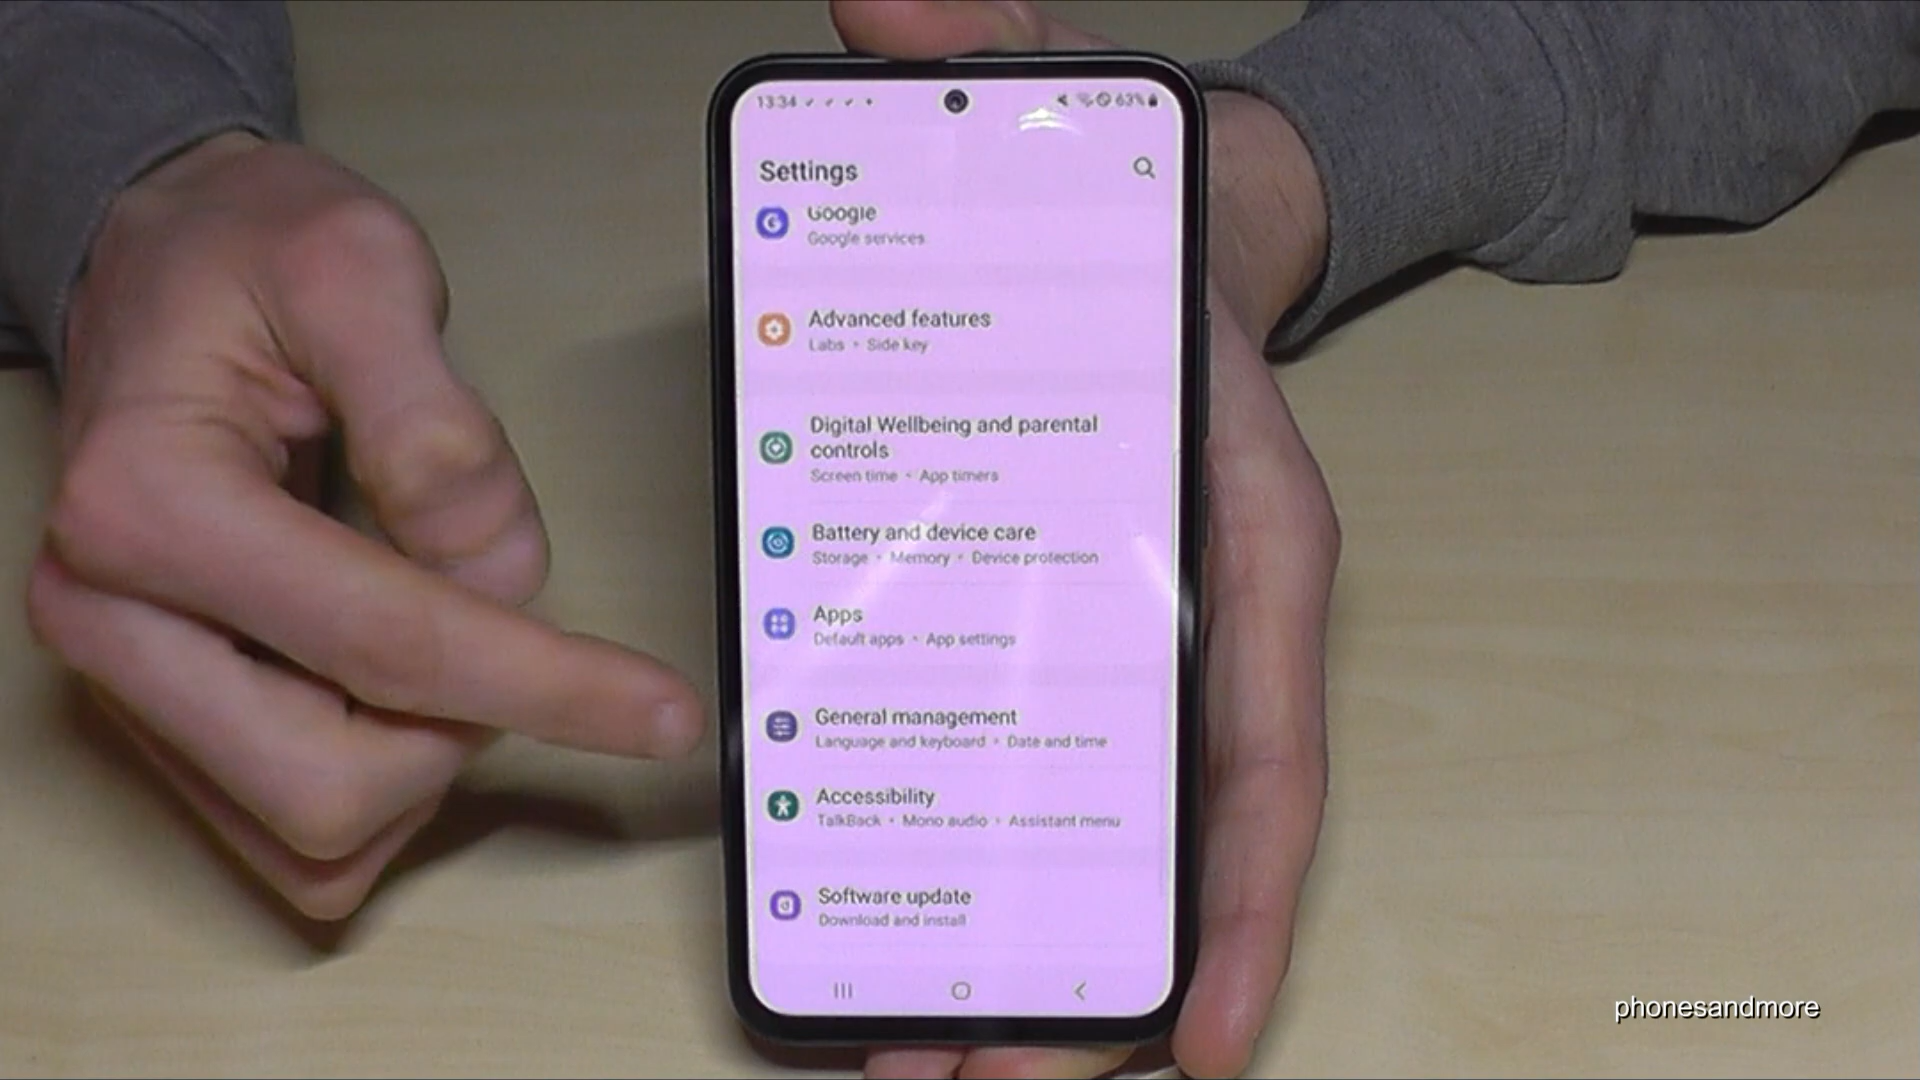 13:34
63%
Settings
Google
Google services
Advanced features
Labs • Side key
Digital Wellbeing and parental
controls
Screen time • App timers
Battery and device care
Storage • Memory • Device protection
Apps
Default apps • App settings
General management
Language and keyboard • Date and time
Accessibility
TalkBack • Mono audio • Assistant menu
Software update
Download and install
phonesandmore